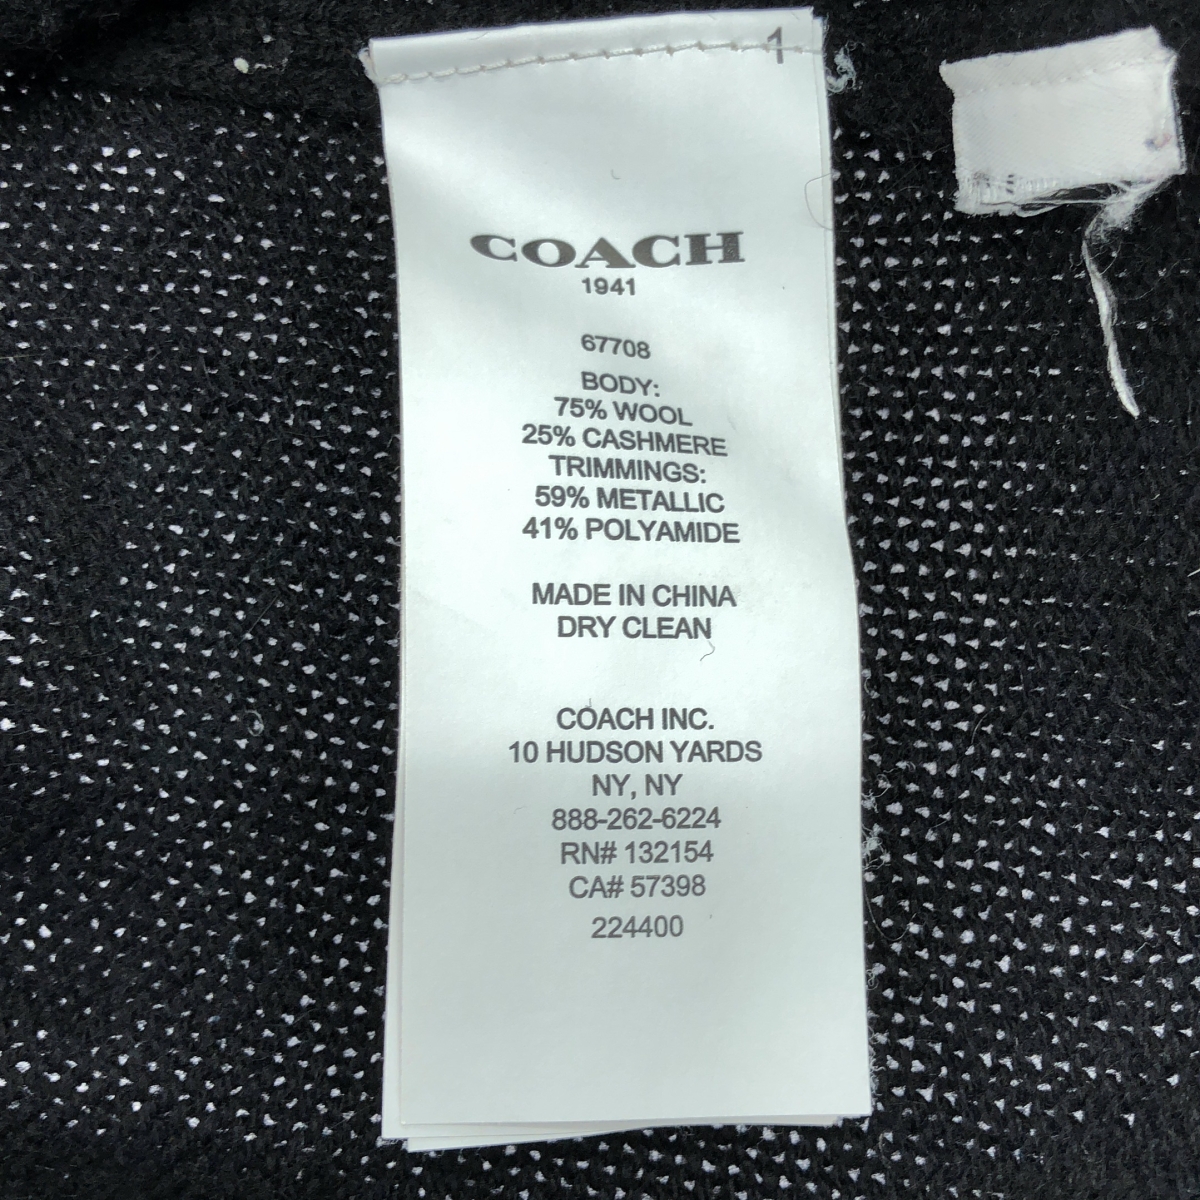 1
COACH
1941
67708
BODY:
75% WOOL
25% CASHMERE
TRIMMINGS:
59% METALLIC
41% POLYAMIDE
MADE IN CHINA
DRY CLEAN
COACH INC.
10 HUDSON YARDS
NY, NY
888-262-6224
RN# 132154
CA# 57398
224400